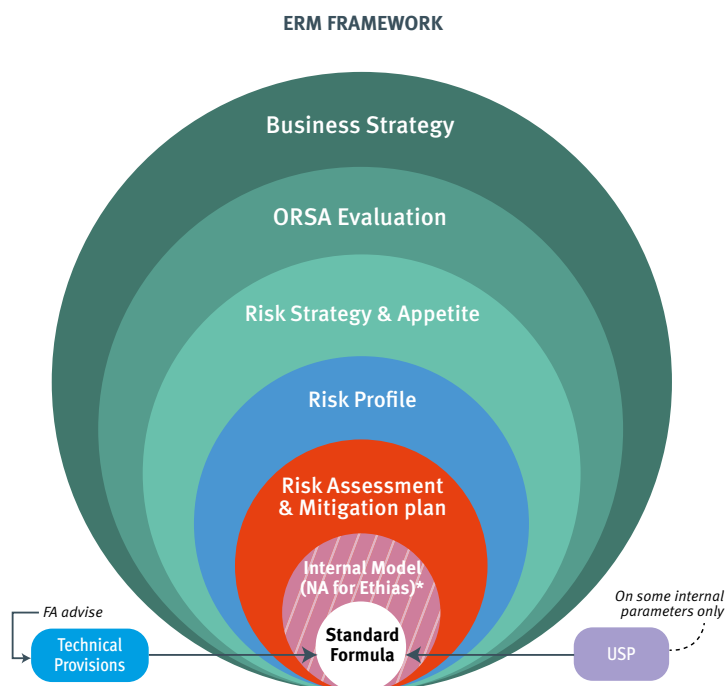 ERM FRAMEWORK
Business Strategy
ORSA Evaluation
Risk Strategy & Appetite
Risk Profile
Risk Assessment
& Mitigation plan
Internal Model
(NA for Ethias)*
Standard
Formula
FA advise
Technical
Provisions
On some internal
parameters only
USP